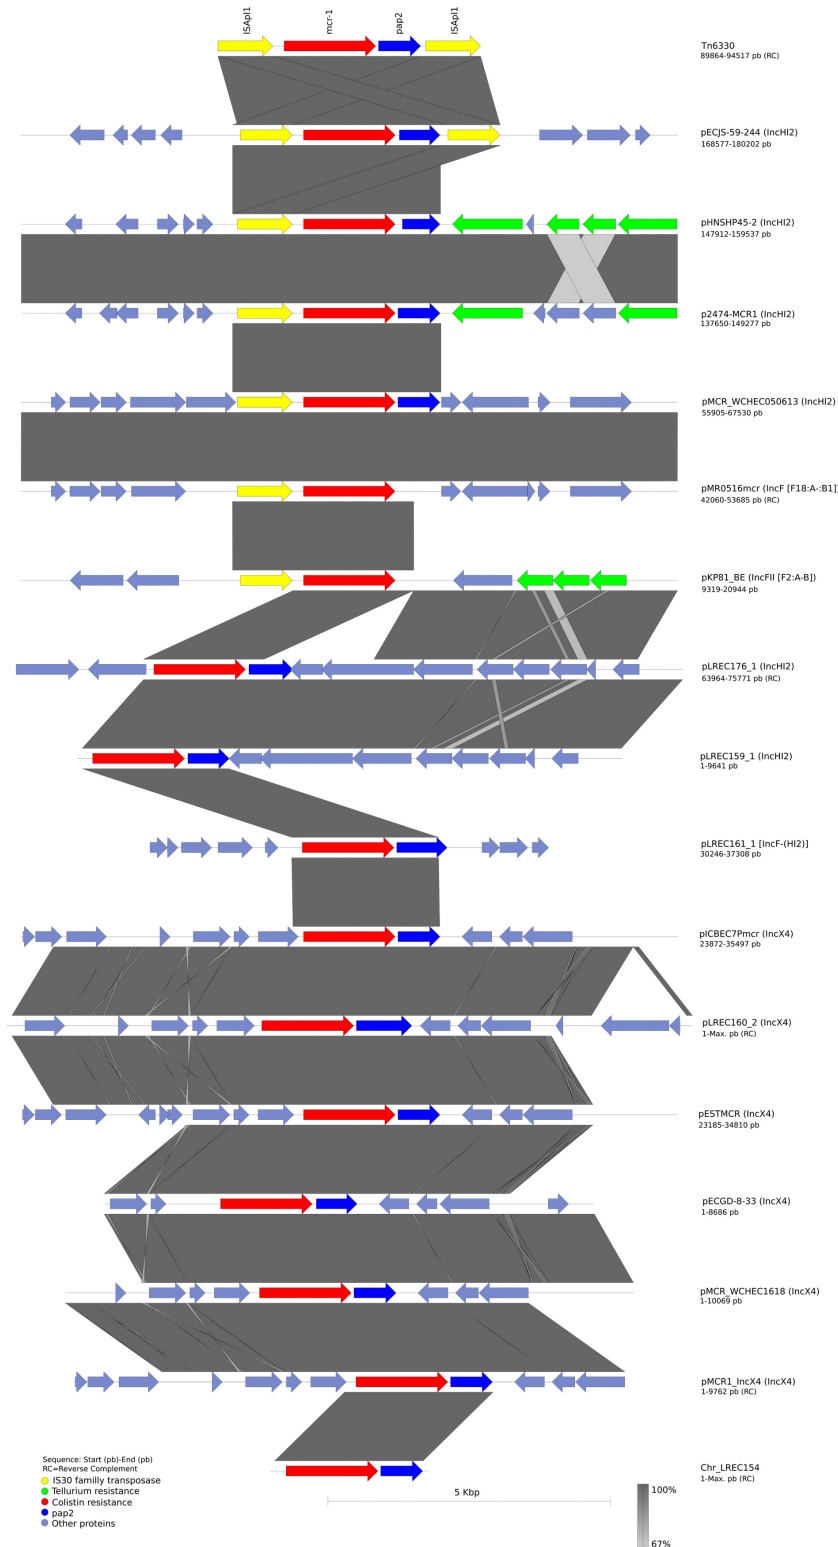 ISApl1
mcr-1
pap2
ISApl1
Tn6330
89864-94517 pb (RC)
pECJS-59-244 (IncHI2)
168577-180202 pb
pHNSHP45-2 (IncHI2)
147912-159537 pb
p2474-MCR1 (IncHI2)
137650-149277 pb
pMCR_WCHEC050613 (IncHI2)
55905-67530 pb
pMR0516mcr (IncF [F18:A-:B1])
42060-53685 pb (RC)
pKP81_BE (IncFII [F2:A-B])
9319-20944 pb
pLREC176_1 (IncHI2)
63964-75771 pb (RC)
pLREC159_1 (IncHI2)
1-9641 pb
pLREC161_1 [IncF-(HI2)]
30246-37308 pb
pICBEC7Pmcr (IncX4)
23872-35497 pb
pLREC160_2 (IncX4)
1-Max. pb (RC)
pESTMCR (IncX4)
23185-34810 pb
pECGD-8-33 (IncX4)
1-8686 pb
pMCR_WCHEC1618 (IncX4)
1-10069 pb
pMCR1_IncX4 (IncX4)
1-9762 pb (RC)
Chr_LREC154
1-Max. pb (RC)
Sequence: Start (pb)-End (pb)
RC=Reverse Complement
IS30 familly transposase
Tellurium resistance
Colistin resistance
pap2
Other proteins
5 Kbp
100%
67%